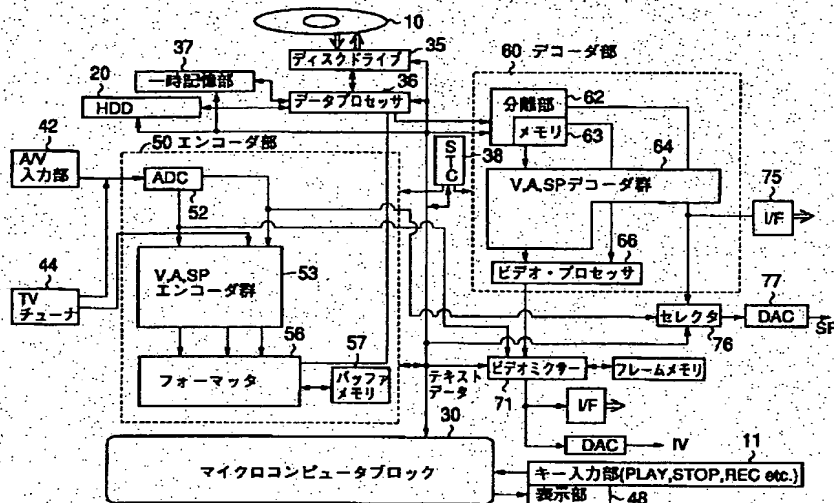 10
37
35
ディスクドライブ
60 デコーダ部
20
一時記憶部
36
HDD
データプロセッサ
分離部
62
42
50 エンコーダ部
メモリ
63
STC
38
A/V
入力部
ADC
64
52
V,A,SPデコーダ群
75
I/F
44
V,A,SP
エンコーダ群
53
66
ビデオ・プロセッサ
77
TV
チューナ
セレクタ
DAC
SP
76
56
57
フォーマッタ
バッファ
メモリ
テキスト
データ
ビデオミクサー
フレームメモリ
71
I/F
30
DAC
IV
11
マイクロコンピュータブロック
キー入力部(PLAY,STOP,REC etc.)
表示部
48